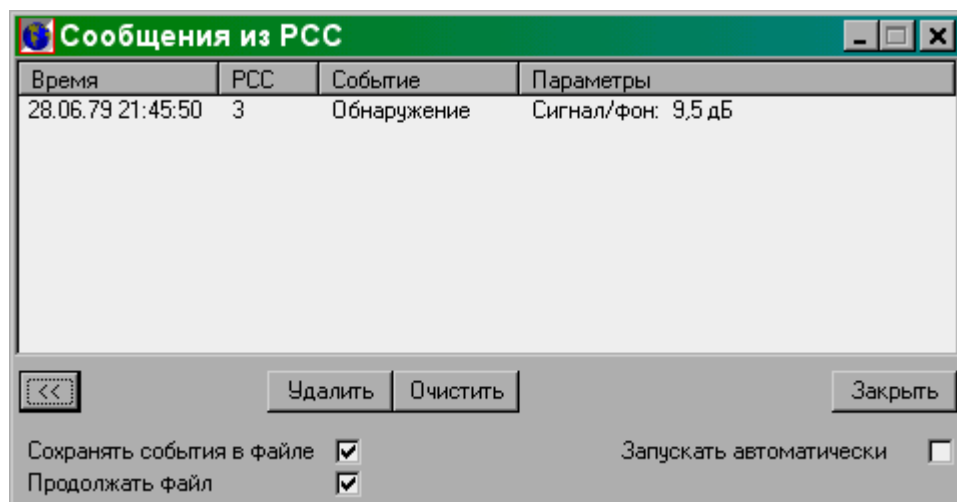 Сообщения из РСС
Время РСС Событие Параметры
28.06.79 21:45:50 3 Обнаружение Сигнал/фон: 9,5 дБ
<< Удалить Очистить Закрыть
Сохранять события в файле Запускать автоматически
Продолжать файл